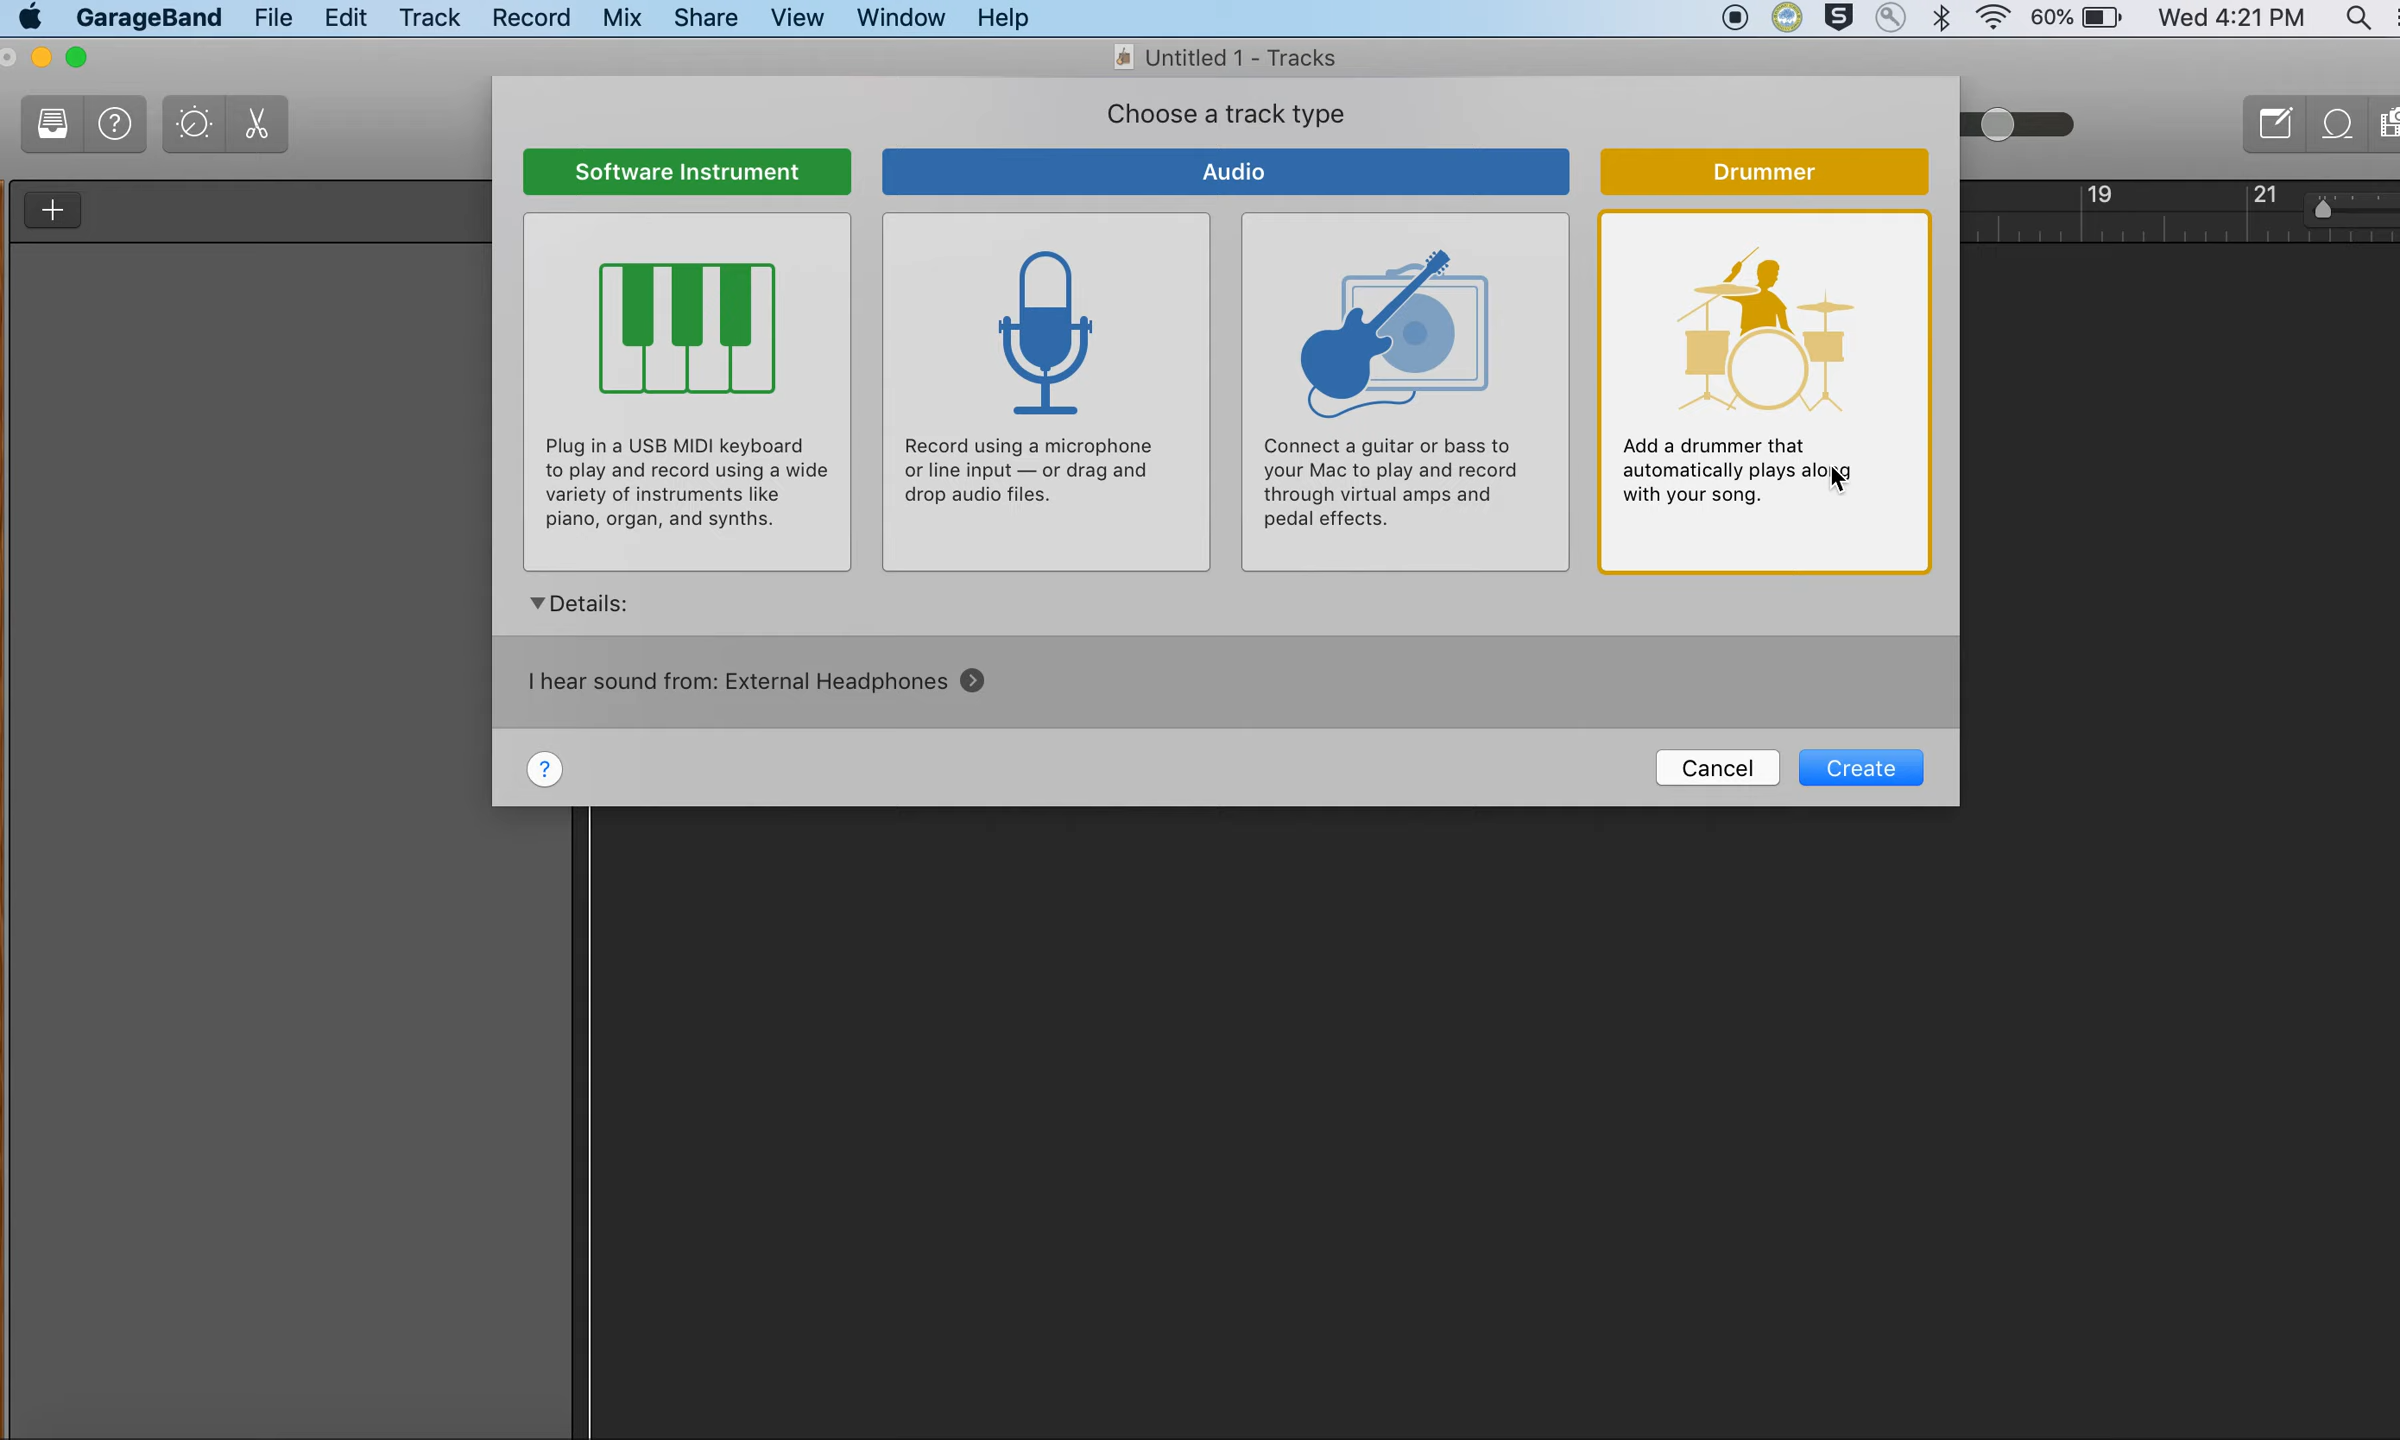 GarageBand File Edit Track Record Mix Share View Window Help S 60% Wed 4:21 PM
Untitled 1 - Tracks
Choose a track type
Software Instrument
Audio
Drummer
19
21
Plug in a USB MIDI keyboard
to play and record using a wide
variety of instruments like
piano, organ, and synths.
Record using a microphone
or line input — or drag and
drop audio files.
Connect a guitar or bass to
your Mac to play and record
through virtual amps and
pedal effects.
Add a drummer that
automatically plays along
with your song.
Details:
I hear sound from: External Headphones
?
Cancel
Create